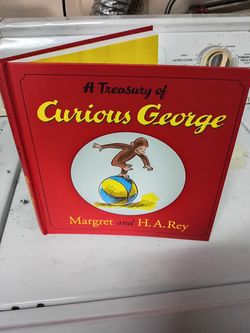 A Treasury of
Curious George
Margret and H. A. Rey